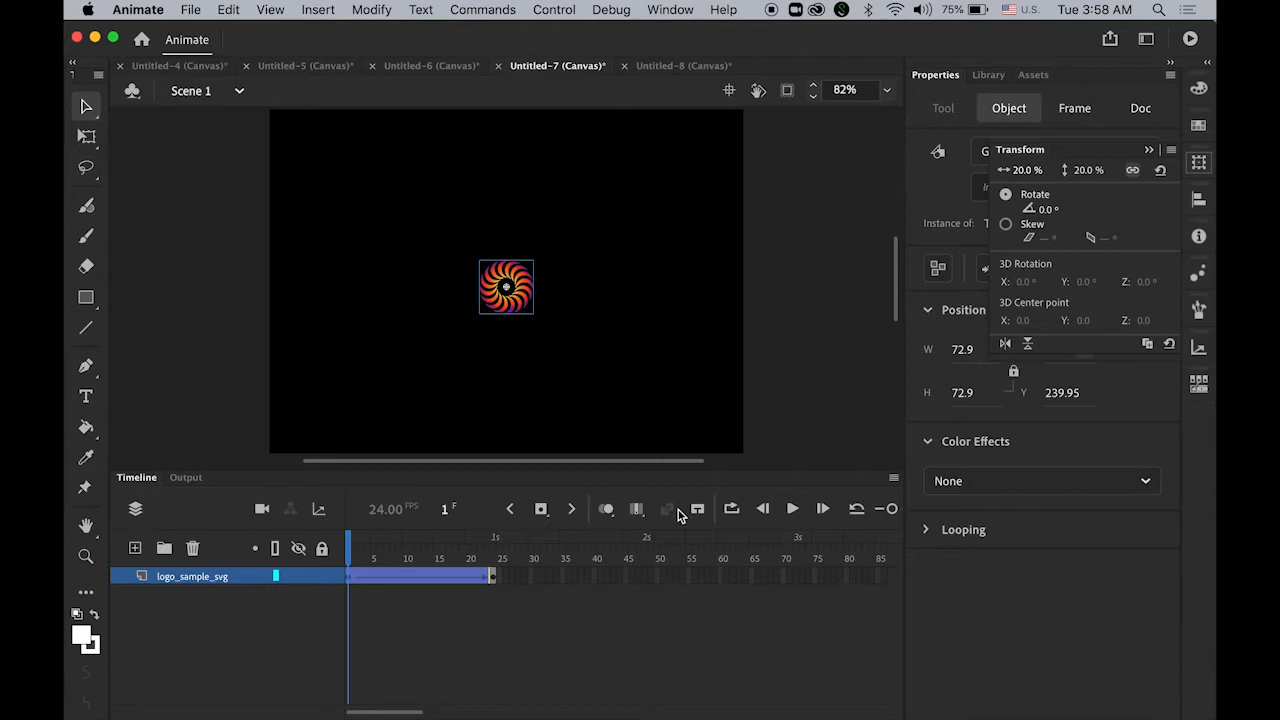 Animate File Edit View Insert Modify Text Commands Control Debug Window Help 75% U.S. Tue 3:58 AM
Animate
Untitled-4 (Canvas)* Untitled-5 (Canvas)* Untitled-6 (Canvas)* Untitled-7 (Canvas)* Untitled-8 (Canvas)*
Properties Library Assets
Scene 1 82%
Tool Object Frame Doc
Transform
20.0 % 20.0 %
Rotate
0.0 °
Instance of:
Skew
3D Rotation
X: 0.0 ° Y: 0.0 ° Z: 0.0 °
3D Center point
X: 0.0 Y: 0.0 Z: 0.0
Position
W 72.9
H 72.9 Y 239.95
Color Effects
None
Looping
Timeline Output
24.00 FPS 1 F
1s 2s 3s
5 10 15 20 25 30 35 40 45 50 55 60 65 70 75 80 85
logo_sample_svg